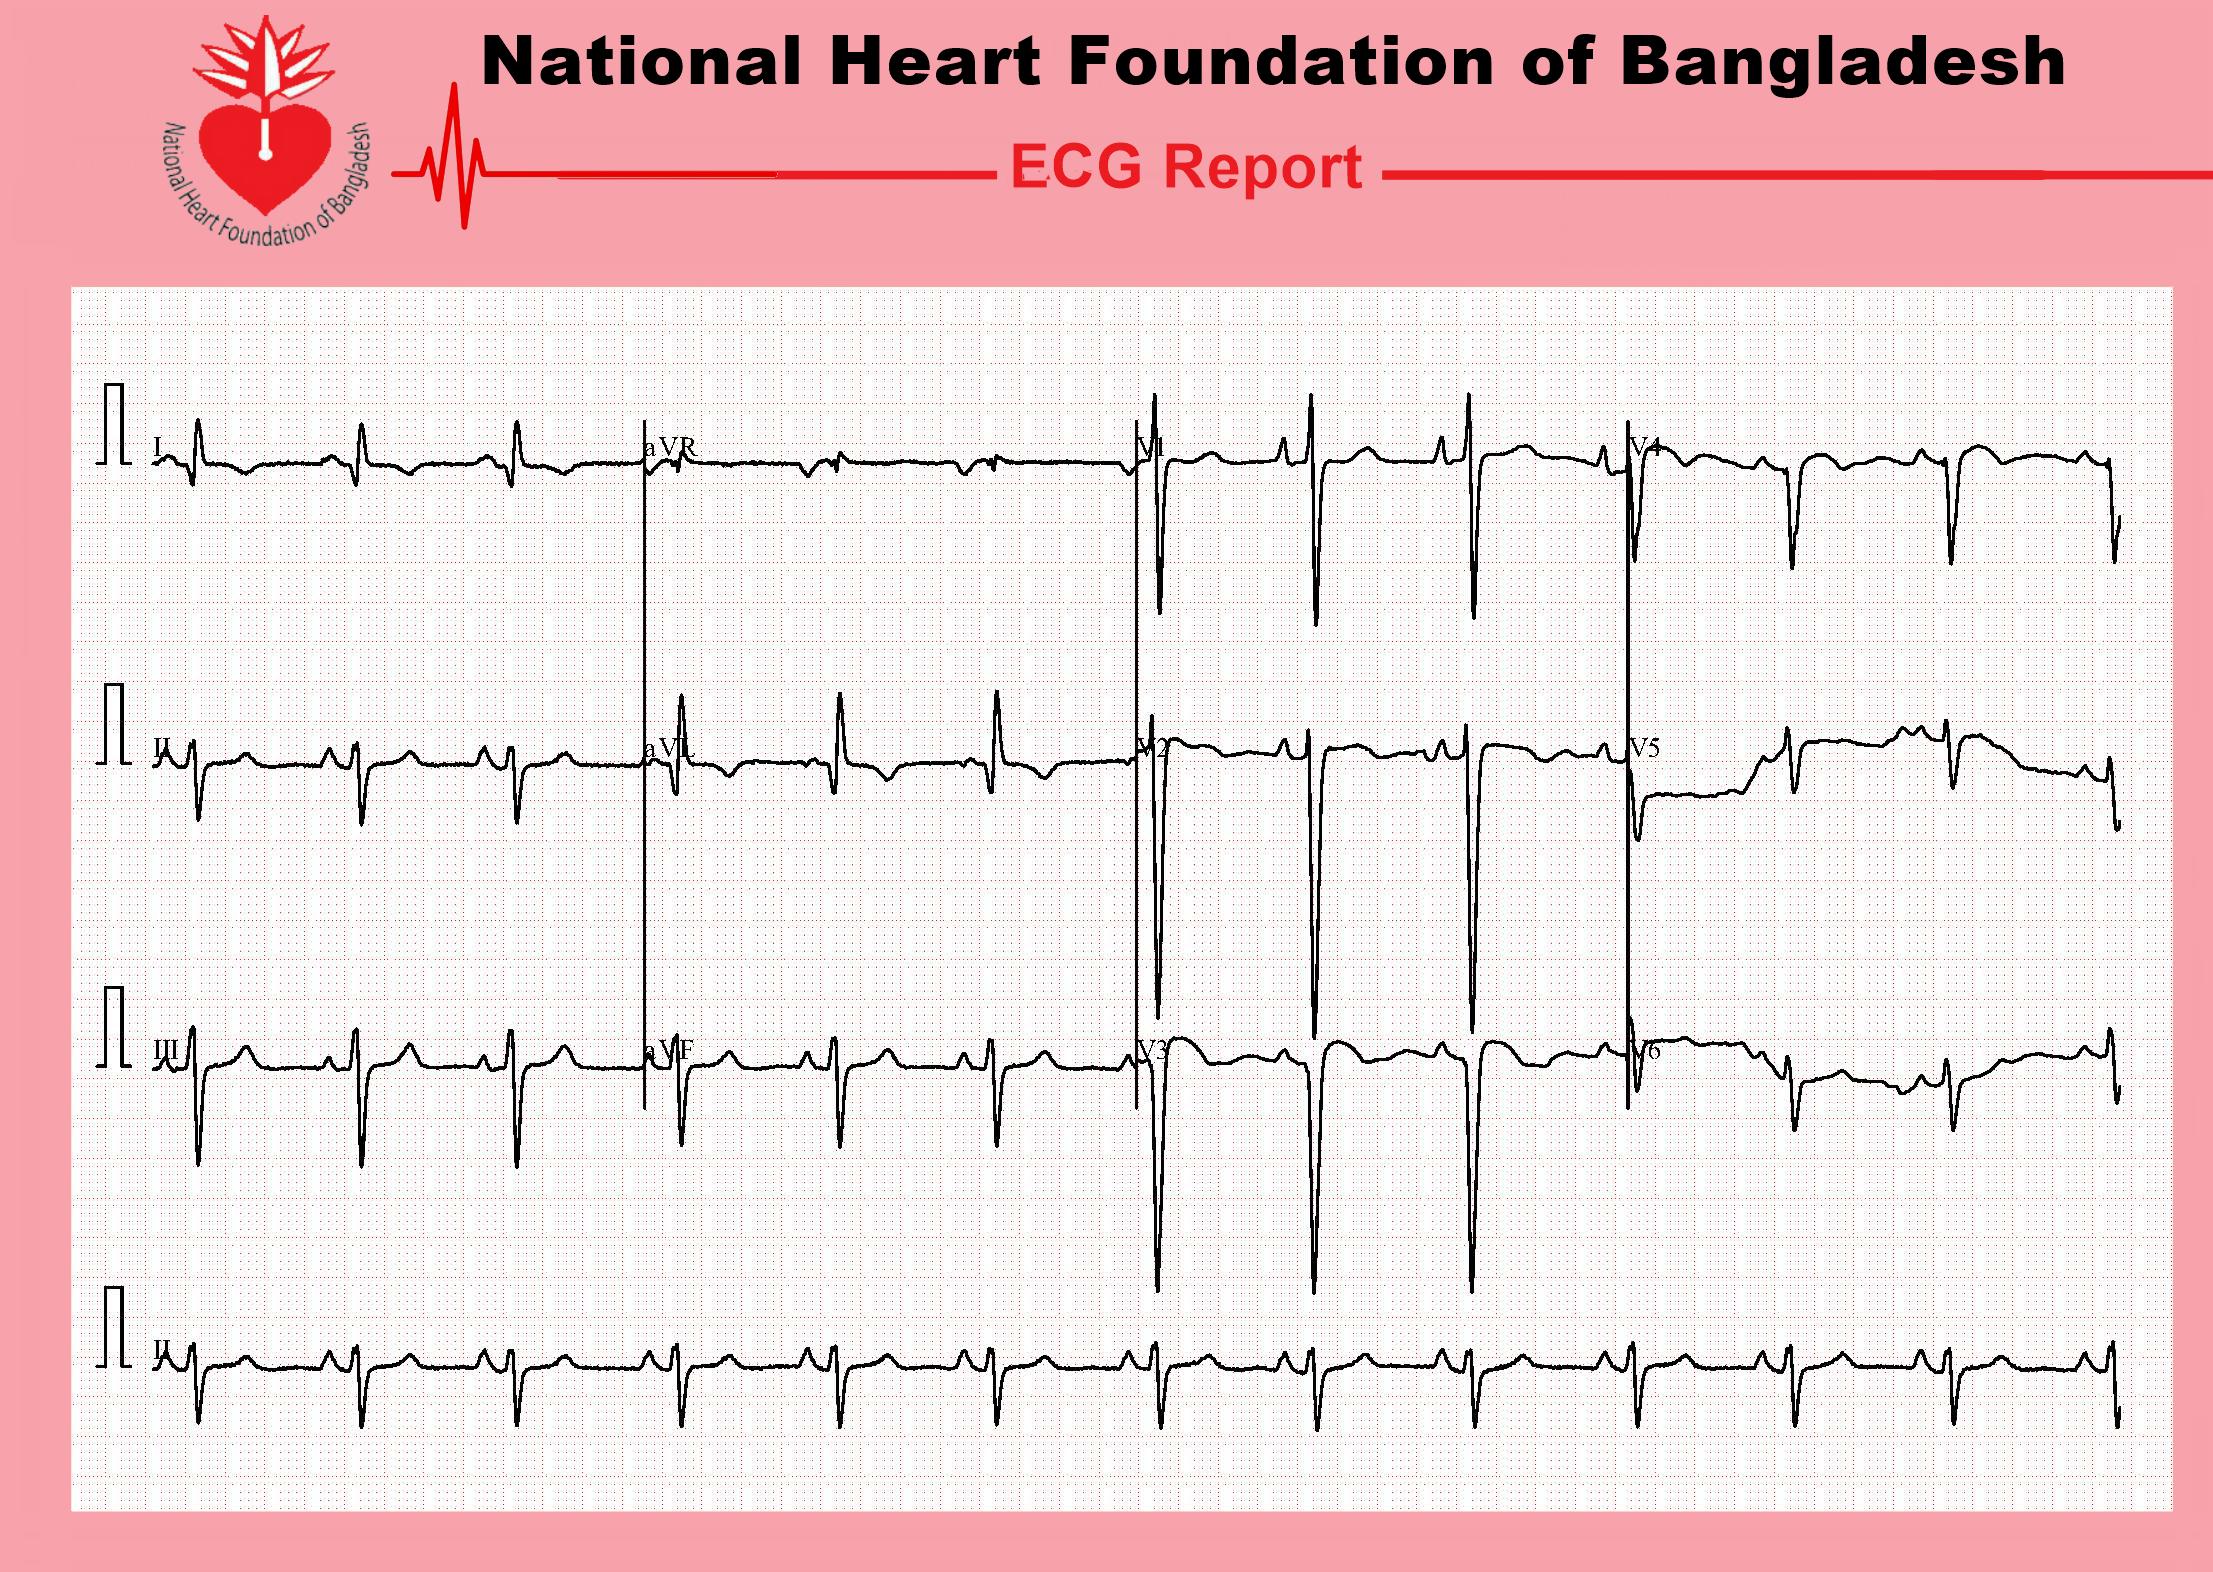 National Heart Foundation of Bangladesh
National Heart Foundation of Bangladesh
ECG Report
I aVR V1 V4
II aVL V2 V5
III aVF V3 V6
II